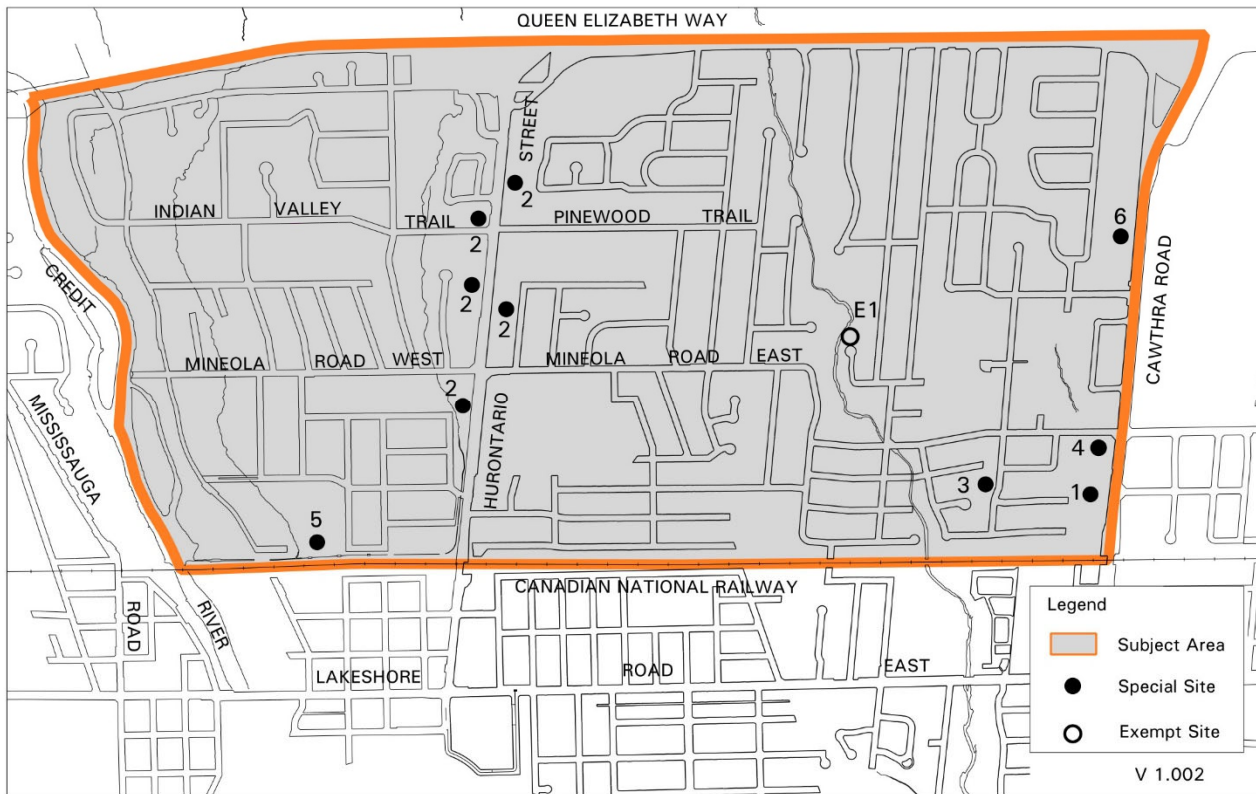 QUEEN ELIZABETH WAY
STREET
2
INDIAN VALLEY TRAIL PINEWOOD TRAIL
2
6
CREDIT
2
2
E1
CAWTHRA ROAD
MINEOLA ROAD WEST MINEOLA ROAD EAST
2
MISSISSAUGA
HURONTARIO
4
3
1
5
CANADIAN NATIONAL RAILWAY
ROAD
RIVER
LAKESHORE ROAD EAST
Legend
Subject Area
Special Site
Exempt Site
V 1.002